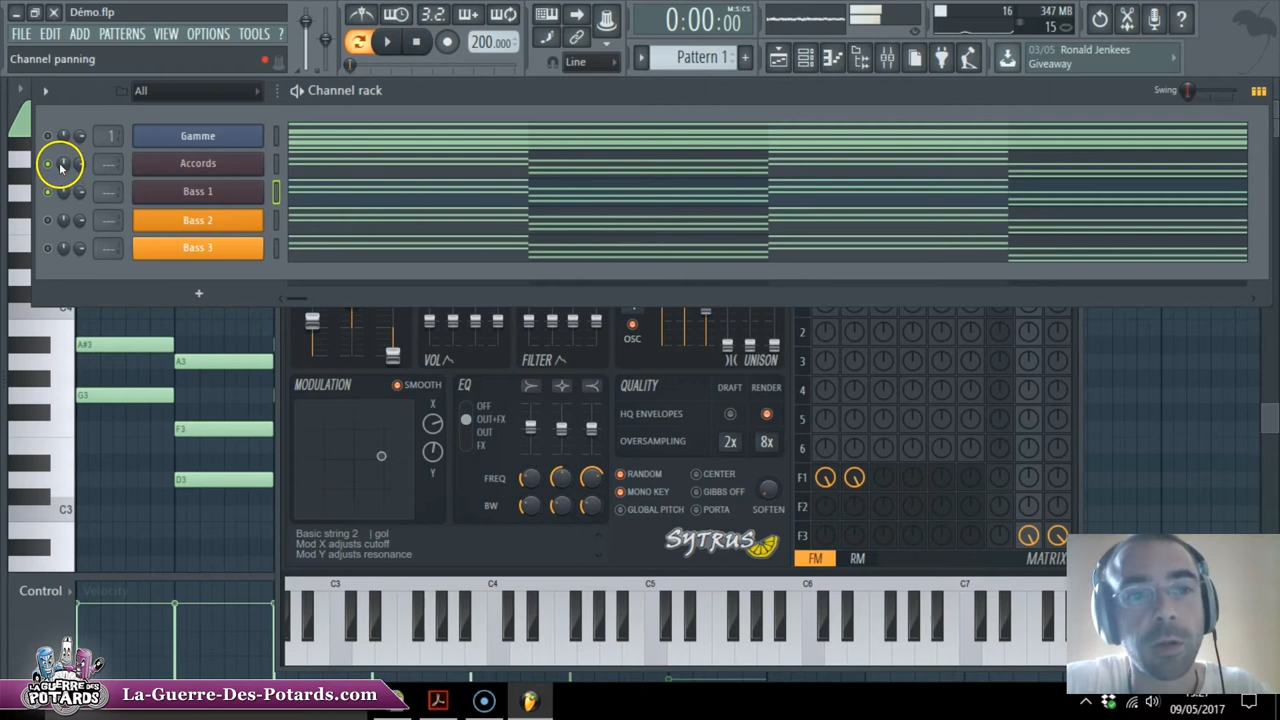 Démo.flp
FILE EDIT ADD PATTERNS VIEW OPTIONS TOOLS ?
Channel panning
3.2.
200.000
Line
0:00:00
M:S:CS
Pattern 1
16
347 MB
15
03/05 Ronald Jenkees
Giveaway
All
Channel rack
Swing
1
Gamme
Accords
Bass 1
Bass 2
Bass 3
+
C4
A#3
A3
G3
F3
D3
C3
OSC
VOL
FILTER
UNISON
MODULATION
SMOOTH
X
Y
EQ
OFF
OUT+FX
OUT
FX
FREQ
BW
QUALITY
DRAFT
RENDER
HQ ENVELOPES
OVERSAMPLING
2x
8x
RANDOM
CENTER
MONO KEY
GIBBS OFF
GLOBAL PITCH
PORTA
SOFTEN
Basic string 2 | gol
Mod X adjusts cutoff
Mod Y adjusts resonance
SYTRUS
2
3
4
5
6
F1
F2
F3
FM
RM
MATRIX
Control
Velocity
C3
C4
C5
C6
C7
LA GUERRE DES
POTARDS
La-Guerre-Des-Potards.com
09/05/2017